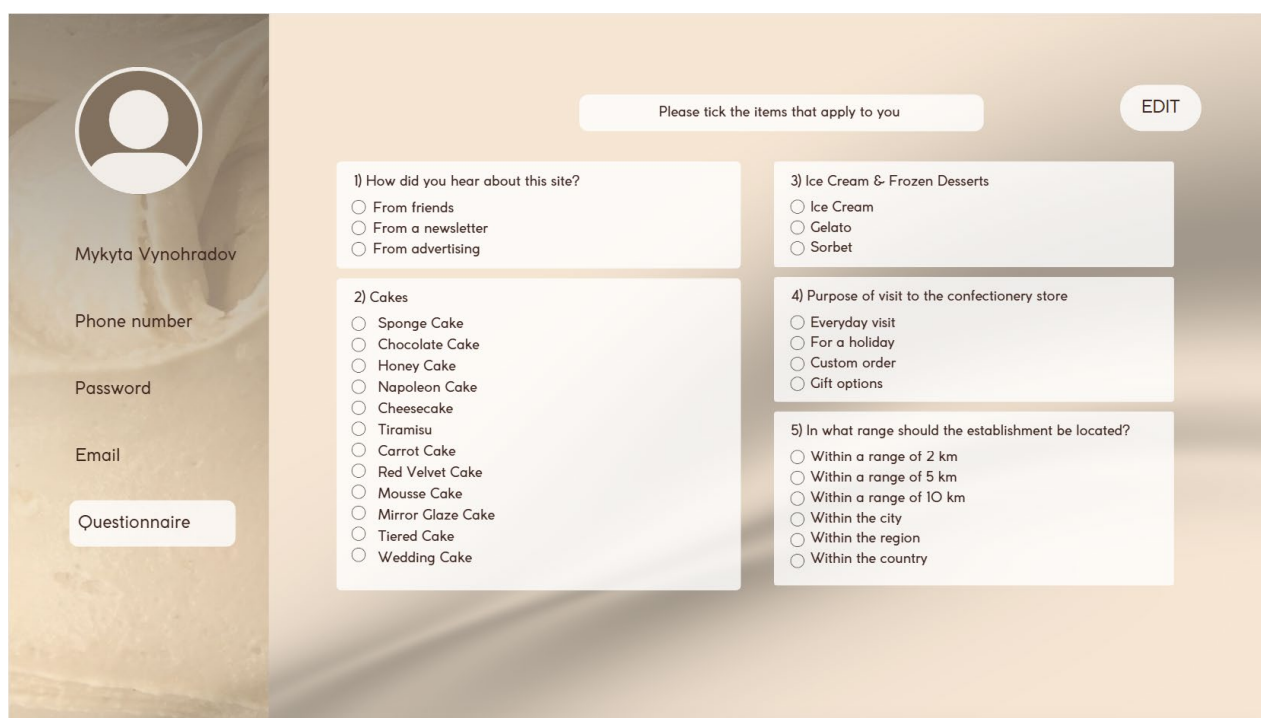 Mykyta Vynohradov
Phone number
Password
Email
Questionnaire
Please tick the items that apply to you
EDIT
1) How did you hear about this site?
From friends
From a newsletter
From advertising
2) Cakes
Sponge Cake
Chocolate Cake
Honey Cake
Napoleon Cake
Cheesecake
Tiramisu
Carrot Cake
Red Velvet Cake
Mousse Cake
Mirror Glaze Cake
Tiered Cake
Wedding Cake
3) Ice Cream & Frozen Desserts
Ice Cream
Gelato
Sorbet
4) Purpose of visit to the confectionery store
Everyday visit
For a holiday
Custom order
Gift options
5) In what range should the establishment be located?
Within a range of 2 km
Within a range of 5 km
Within a range of 10 km
Within the city
Within the region
Within the country